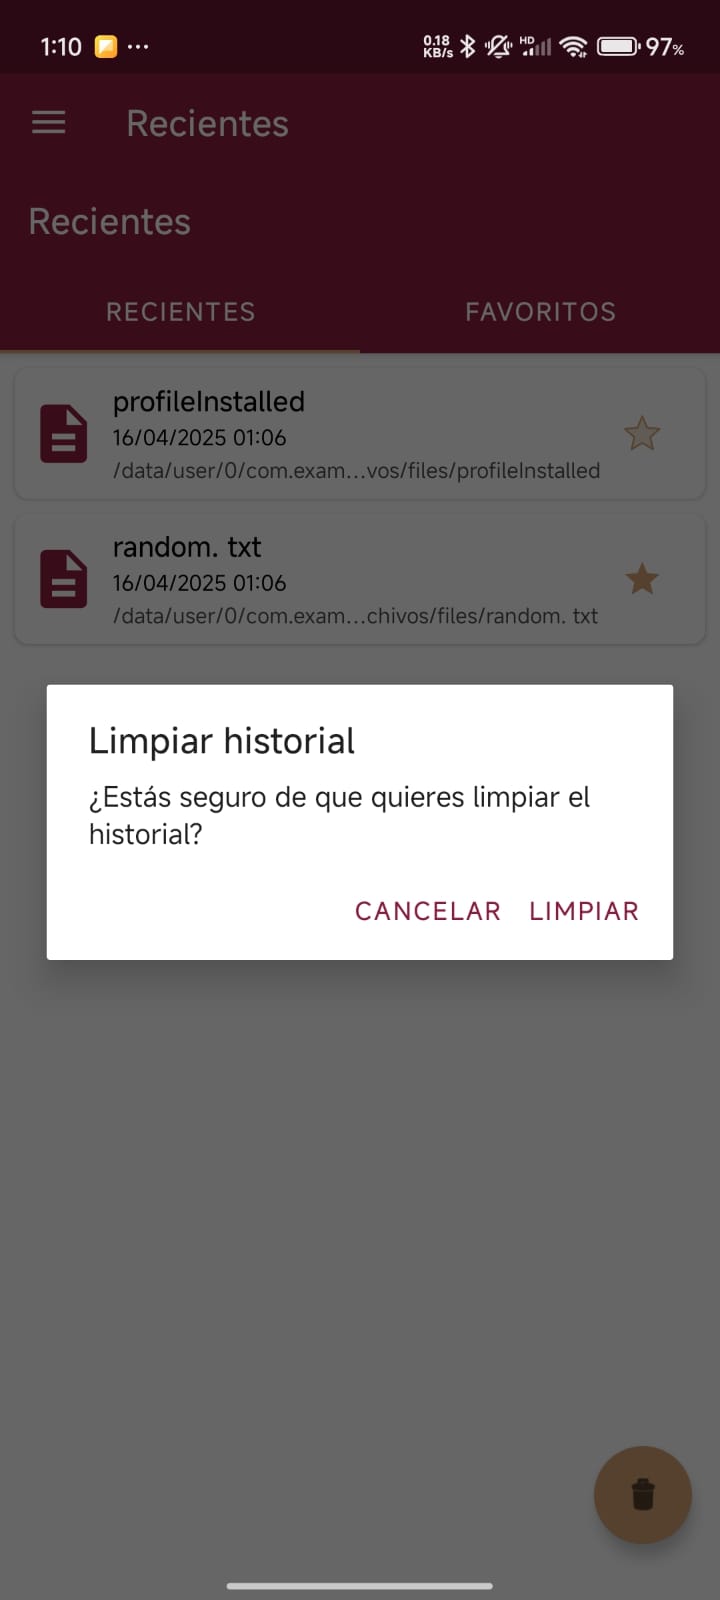 1:10 ... 0.18 KB/s HD 97%
Recientes
Recientes
RECIENTES FAVORITOS
profileInstalled
16/04/2025 01:06
/data/user/0/com.exam...vos/files/profileInstalled
random. txt
16/04/2025 01:06
/data/user/0/com.exam...chivos/files/random. txt
Limpiar historial
¿Estás seguro de que quieres limpiar el
historial?
CANCELAR LIMPIAR